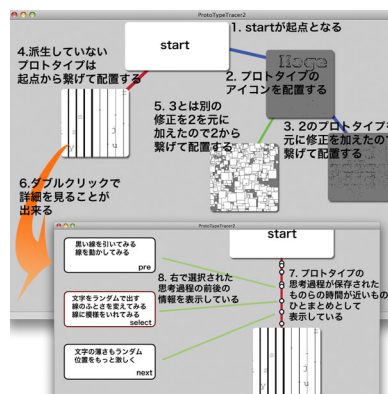 ProtoTypeTracer2
start
1. startが起点となる
Hoge
4.派生していない
プロトタイプは
起点から繋げて配置する
2. プロトタイプの
アイコンを配置する
5. 3とは別の
修正を2を元に
加えたので2から
繋げて配置する
3. 2のプロトタイプを
元に修正を加えたので
繋げて配置する
6.ダブルクリックで
詳細を見ることが
出来る
ProtoTypeTracer2
start
黒い線を引いてみる
線を動かしてみる
pre
8. 右で選択された
思考過程の前後の
情報を表示している
7. プロトタイプの
思考過程が保存された
ものらの時間が近いもの
ひとまとめとして
表示している
文字をランダムで出す
線のふとさを変えてみる
線に模様をいれてみる
select
文字の薄さもランダム
位置をもっと激しく
next